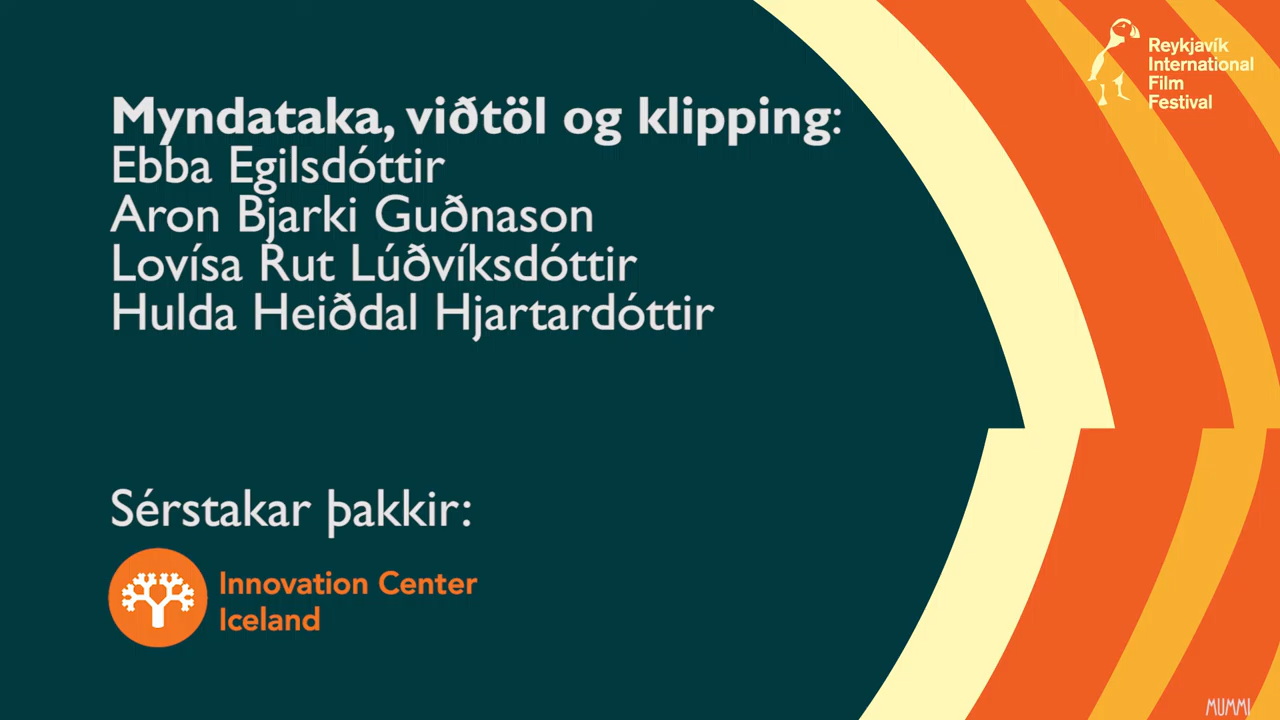 Myndataka, viðtöl og klipping:
Ebba Egilsdóttir
Aron Bjarki Guðnason
Lovísa Rut Lúðvíksdóttir
Hulda Heiðdal Hjartardóttir
Sérstakar þakkir:
Innovation Center
Iceland
Reykjavík
International
Film
Festival
MUMMI